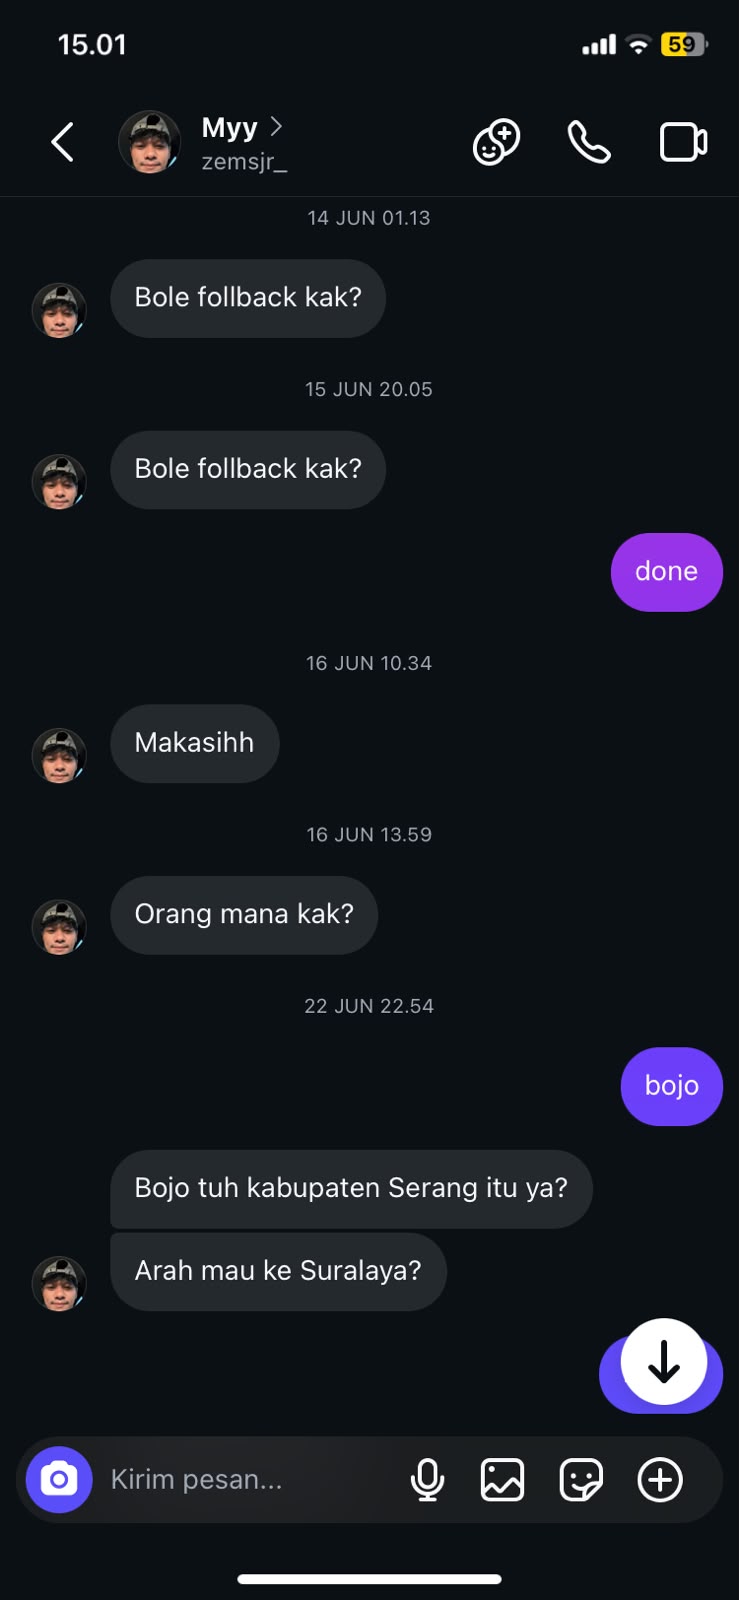 15.01
59
Myy
zemsjr_
14 JUN 01.13
Bole follback kak?
15 JUN 20.05
Bole follback kak?
done
16 JUN 10.34
Makasihh
16 JUN 13.59
Orang mana kak?
22 JUN 22.54
bojo
Bojo tuh kabupaten Serang itu ya?
Arah mau ke Suralaya?
Kirim pesan...